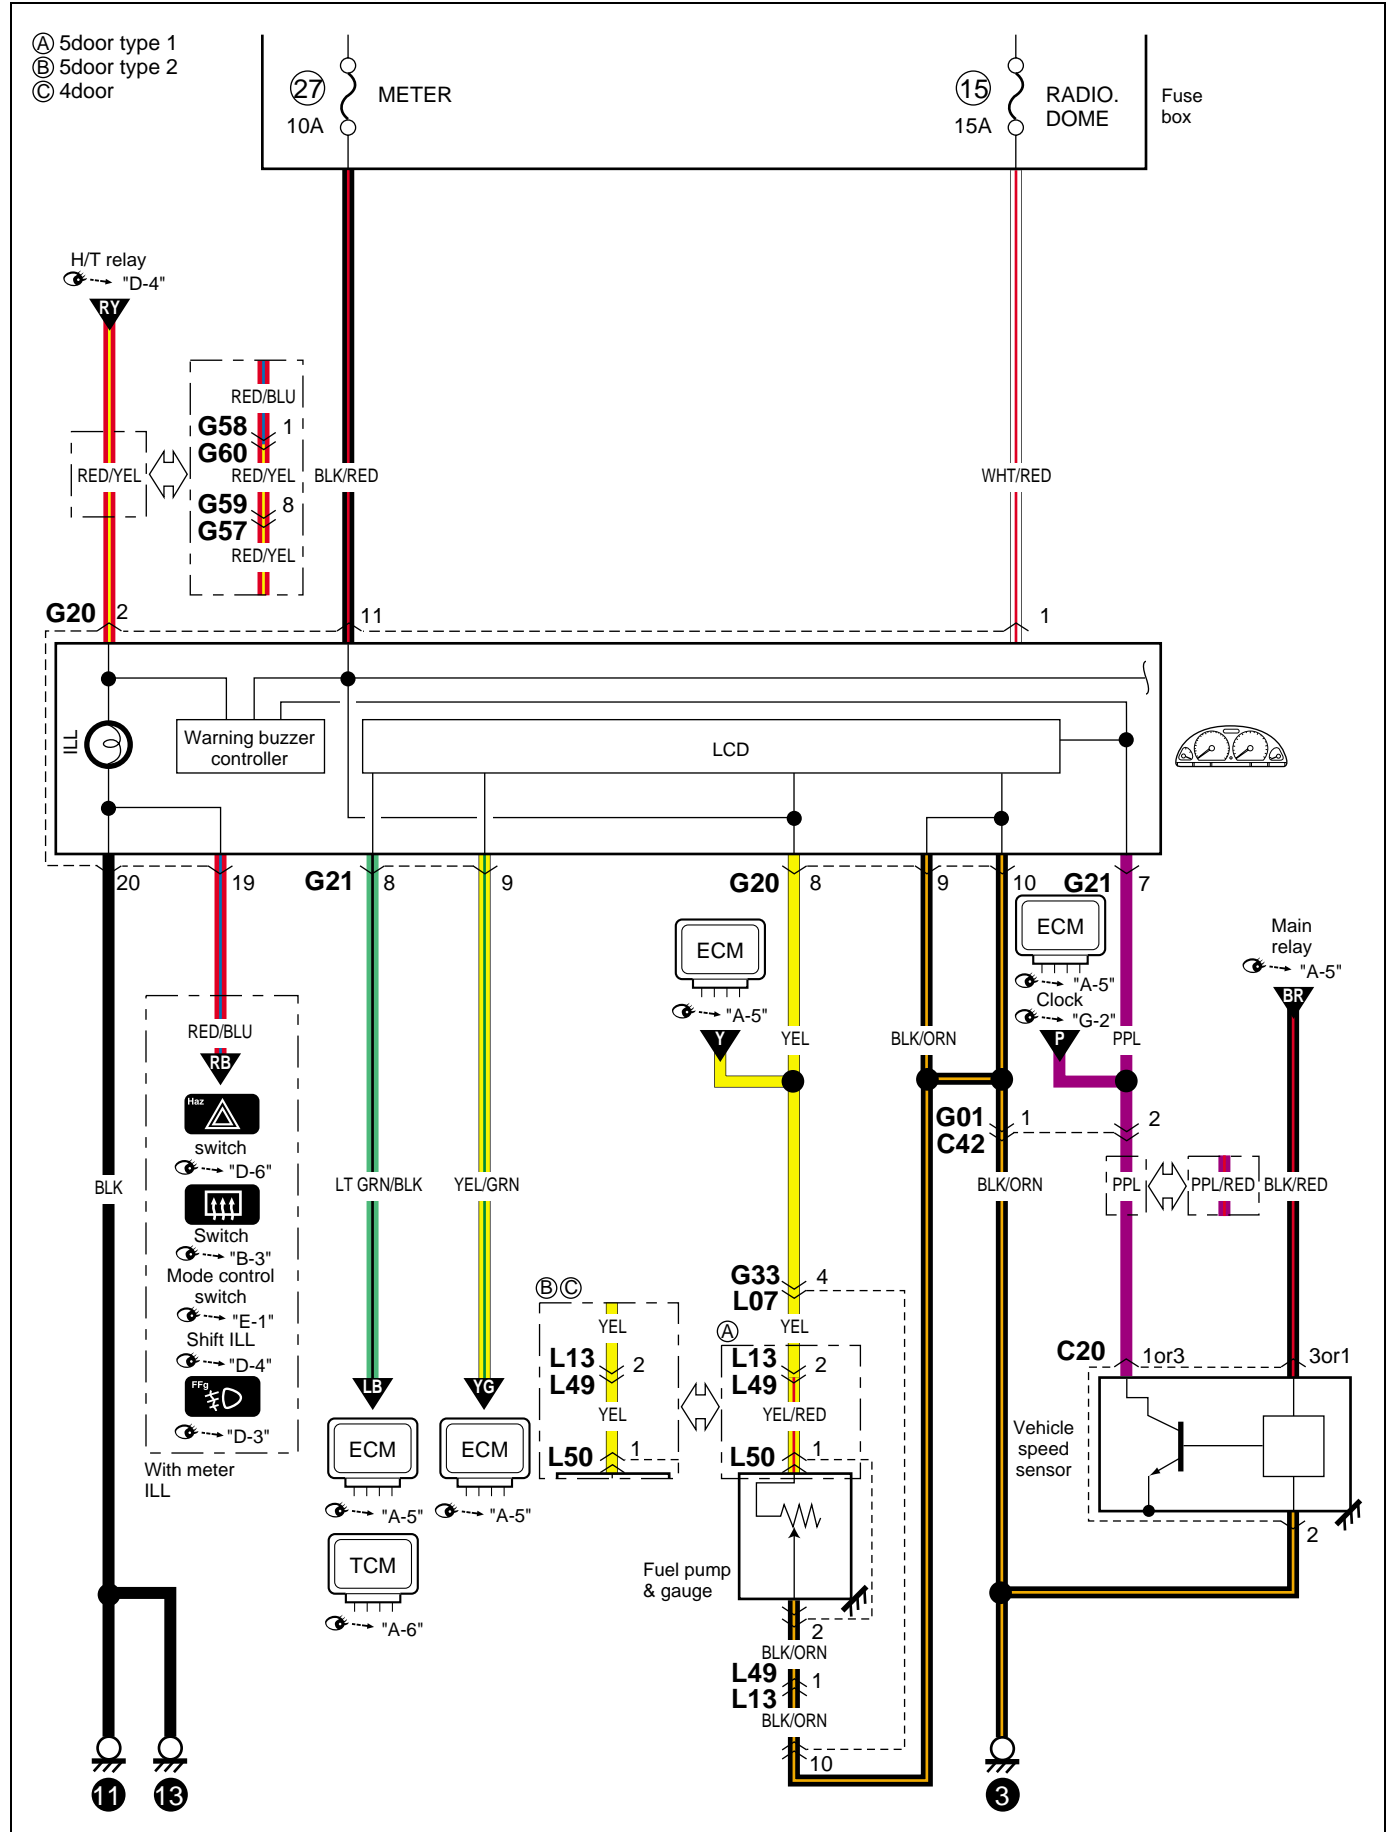 Ⓐ 5door type 1
Ⓑ 5door type 2
Ⓒ 4door
27
10A
METER
15
15A
RADIO.
DOME
Fuse
box
H/T relay
"D-4"
RY
RED/BLU
G58 1
G60
RED/YEL
RED/YEL
BLK/RED
WHT/RED
G59 8
G57
RED/YEL
G20 2
11
1
ILL
Warning buzzer
controller
LCD
20
19
G21 8
9
G20 8
9
10
G21 7
ECM
"A-5"
Y
YEL
BLK/ORN
ECM
"A-5"
Clock
"G-2"
P
PPL
Main
relay
"A-5"
BR
RED/BLU
RB
Haz
switch
"D-6"
Switch
"B-3"
Mode control
switch
"E-1"
Shift ILL
"D-4"
FFg
"D-3"
With meter
ILL
BLK
LT GRN/BLK
YEL/GRN
G01 1
C42
2
BLK/ORN
PPL
PPL/RED
BLK/RED
G33 4
L07
Ⓑ Ⓒ
YEL
L13 2
L49
YEL
L50 1
YEL
Ⓐ
L13 2
L49
YEL/RED
L50 1
C20 1or3
3or1
Vehicle
speed
sensor
2
LB
ECM
"A-5"
TCM
"A-6"
YG
ECM
"A-5"
Fuel pump
& gauge
2
BLK/ORN
L49 1
L13
BLK/ORN
10
11
13
3